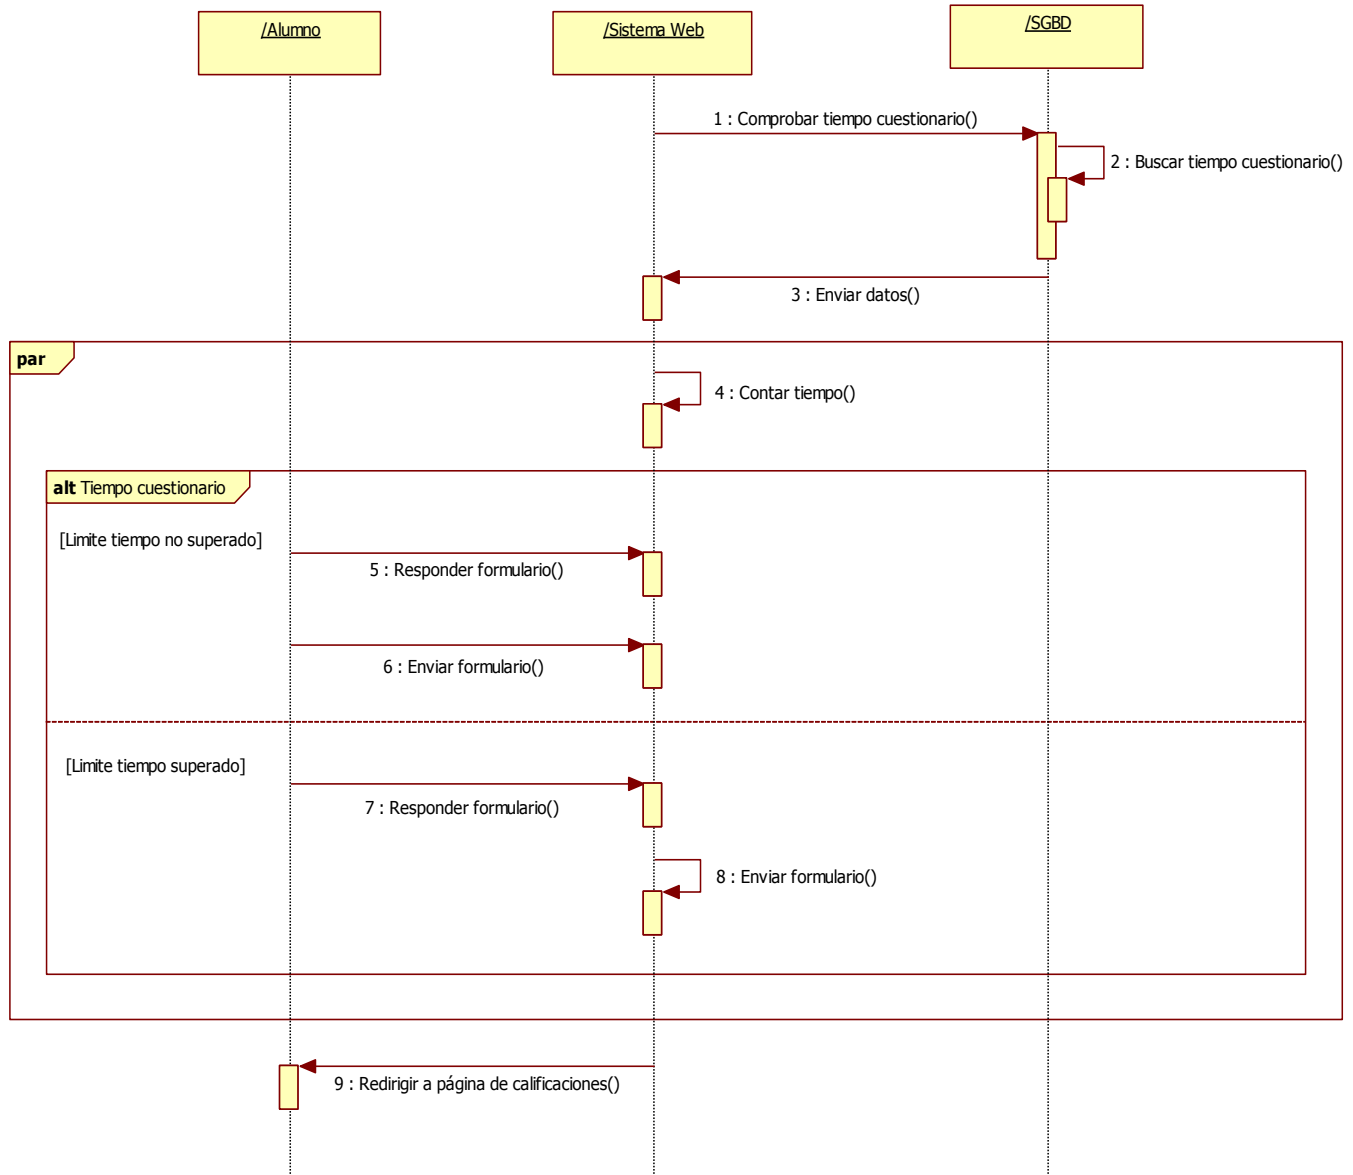 /Alumno
/Sistema Web
/SGBD
1 : Comprobar tiempo cuestionario()
2 : Buscar tiempo cuestionario()
3 : Enviar datos()
par
4 : Contar tiempo()
alt Tiempo cuestionario
[Limite tiempo no superado]
5 : Responder formulario()
6 : Enviar formulario()
[Limite tiempo superado]
7 : Responder formulario()
8 : Enviar formulario()
9 : Redirigir a página de calificaciones()